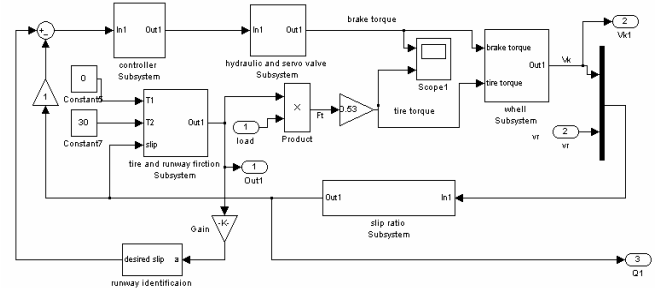 brake torque
2
Vk1
In1 Out1
controller
Subsystem
In1 Out1
hydraulic and servo valve
Subsystem
Scope1
brake torque
Out1
tire torque
whell
Subsystem
Vk
1
0
Constant5
30
Constant7
T1
T2
slip
Out1
tire and runway firction
Subsystem
1
load
×
Product
Ft
0.53
tire torque
2
vr
vr
1
Out1
-K-
Gain
Out1 In1
slip ratio
Subsystem
desired slip a
runway identificaion
3
Q1